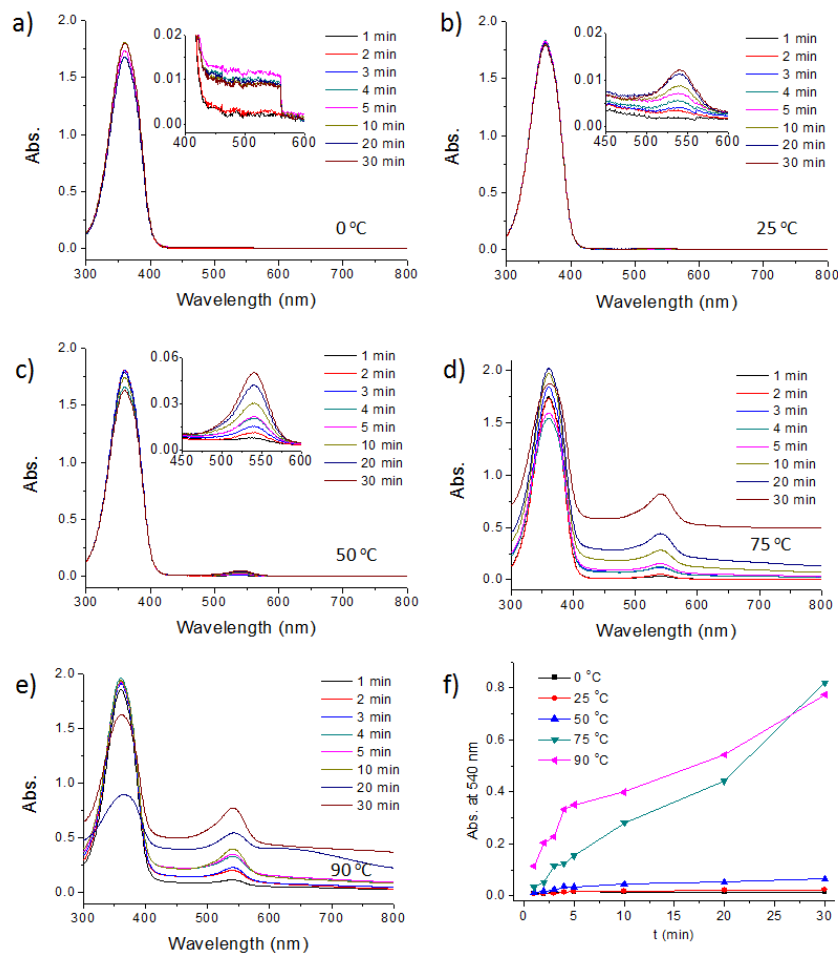 a)
2.0
1.5
1.0
0.5
0.0
Abs.
0.02
0.01
0.00
400 500 600
1 min
2 min
3 min
4 min
5 min
10 min
20 min
30 min
0 °C
300 400 500 600 700 800
Wavelength (nm)
b)
2.0
1.5
1.0
0.5
0.0
Abs.
0.02
0.01
0.00
450 500 550 600
1 min
2 min
3 min
4 min
5 min
10 min
20 min
30 min
25 °C
300 400 500 600 700 800
Wavelength (nm)
c)
2.0
1.5
1.0
0.5
0.0
Abs.
0.06
0.03
0.00
450 500 550 600
1 min
2 min
3 min
4 min
5 min
10 min
20 min
30 min
50 °C
300 400 500 600 700 800
Wavelength (nm)
d)
2.0
1.5
1.0
0.5
0.0
Abs.
1 min
2 min
3 min
4 min
5 min
10 min
20 min
30 min
75 °C
300 400 500 600 700 800
Wavelength (nm)
e)
2.0
1.5
1.0
0.5
0.0
Abs.
1 min
2 min
3 min
4 min
5 min
10 min
20 min
30 min
90 °C
300 400 500 600 700 800
Wavelength (nm)
f)
0.8
0.6
0.4
0.2
0.0
Abs. at 540 nm
0 °C
25 °C
50 °C
75 °C
90 °C
0 5 10 15 20 25 30
t (min)